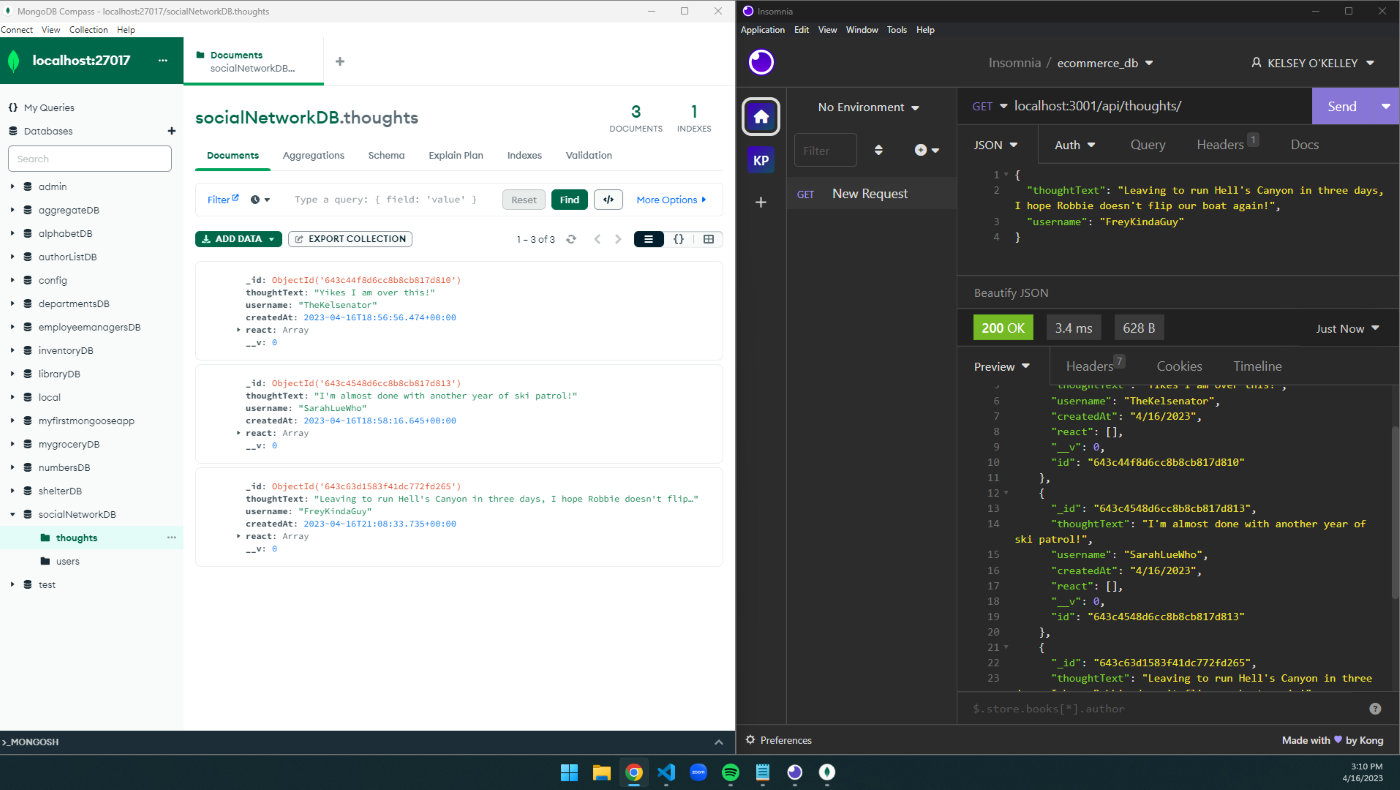 MongoDB Compass - localhost:27017/socialNetworkDB.thoughts
Connect View Collection Help
localhost:27017 ...
Documents
socialNetworkDB...
+
{} My Queries
Databases +
Search
admin
aggregateDB
alphabetDB
authorListDB
config
departmentsDB
employeemanagersDB
inventoryDB
libraryDB
local
myfirstmongooseapp
mygroceryDB
numbersDB
shelterDB
socialNetworkDB
thoughts ...
users
test
socialNetworkDB.thoughts
3
DOCUMENTS
1
INDEXES
Documents Aggregations Schema Explain Plan Indexes Validation
Filter Type a query: { field: 'value' } Reset Find </> More Options
ADD DATA EXPORT COLLECTION 1 – 3 of 3 {}
_id: ObjectId('643c44f8d6cc8b8cb817d810')
thoughtText: "Yikes I am over this!"
username: "TheKelsenator"
createdAt: 2023-04-16T18:56:56.474+00:00
react: Array
__v: 0
_id: ObjectId('643c4548d6cc8b8cb817d813')
thoughtText: "I'm almost done with another year of ski patrol!"
username: "SarahLueWho"
createdAt: 2023-04-16T18:58:16.645+00:00
react: Array
__v: 0
_id: ObjectId('643c63d1583f41dc772fd265')
thoughtText: "Leaving to run Hell's Canyon in three days, I hope Robbie doesn't flip…"
username: "FreyKindaGuy"
createdAt: 2023-04-16T21:08:33.735+00:00
react: Array
__v: 0
>_MONGOSH
Insomnia
Application Edit View Window Tools Help
Insomnia / ecommerce_db
KELSEY O'KELLEY
KP
+
No Environment
Filter
GET New Request
GET localhost:3001/api/thoughts/ Send
JSON Auth Query Headers 1 Docs
1 {
2 "thoughtText": "Leaving to run Hell's Canyon in three days,
I hope Robbie doesn't flip our boat again!",
3 "username": "FreyKindaGuy"
4 }
Beautify JSON
200 OK 3.4 ms 628 B Just Now
Preview Headers 7 Cookies Timeline
5 "thoughtText": "Yikes I am over this!",
6 "username": "TheKelsenator",
7 "createdAt": "4/16/2023",
8 "react": [],
9 "__v": 0,
10 "id": "643c44f8d6cc8b8cb817d810"
11 },
12 {
13 "_id": "643c4548d6cc8b8cb817d813",
14 "thoughtText": "I'm almost done with another year of
ski patrol!",
15 "username": "SarahLueWho",
16 "createdAt": "4/16/2023",
17 "react": [],
18 "__v": 0,
19 "id": "643c4548d6cc8b8cb817d813"
20 },
21 {
22 "_id": "643c63d1583f41dc772fd265",
23 "thoughtText": "Leaving to run Hell's Canyon in three
$.store.books[*].author ?
Preferences
Made with by Kong
zoom
3:10 PM
4/16/2023